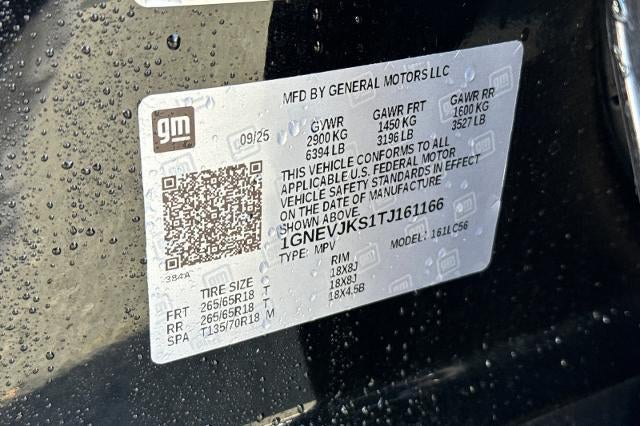 MFD BY GENERAL MOTORS LLC
gm
09/25
GVWR GAWR FRT GAWR RR
2900 KG 1450 KG 1600 KG
6394 LB 3196 LB 3527 LB
THIS VEHICLE CONFORMS TO ALL
APPLICABLE U.S. FEDERAL MOTOR
VEHICLE SAFETY STANDARDS IN EFFECT
ON THE DATE OF MANUFACTURE
SHOWN ABOVE.
1GNEVJKS1TJ161166
TYPE: MPV MODEL: 161LC56
384A
TIRE SIZE RIM
FRT 265/65R18 T 18X8J
RR 265/65R18 T 18X8J
SPA T135/70R18 M 18X4.5B